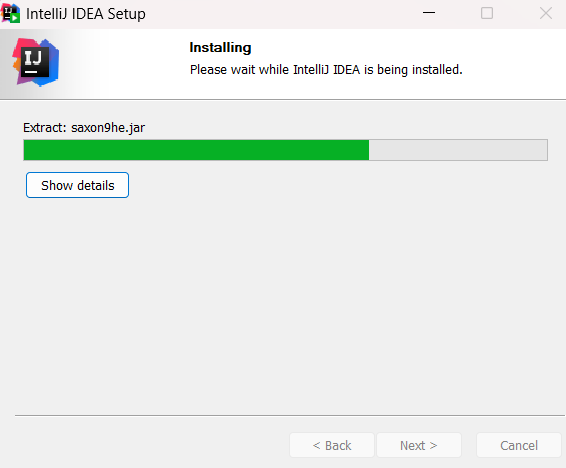 IntelliJ IDEA Setup
IJ
Installing
Please wait while IntelliJ IDEA is being installed.
Extract: saxon9he.jar
Show details
< Back
Next >
Cancel